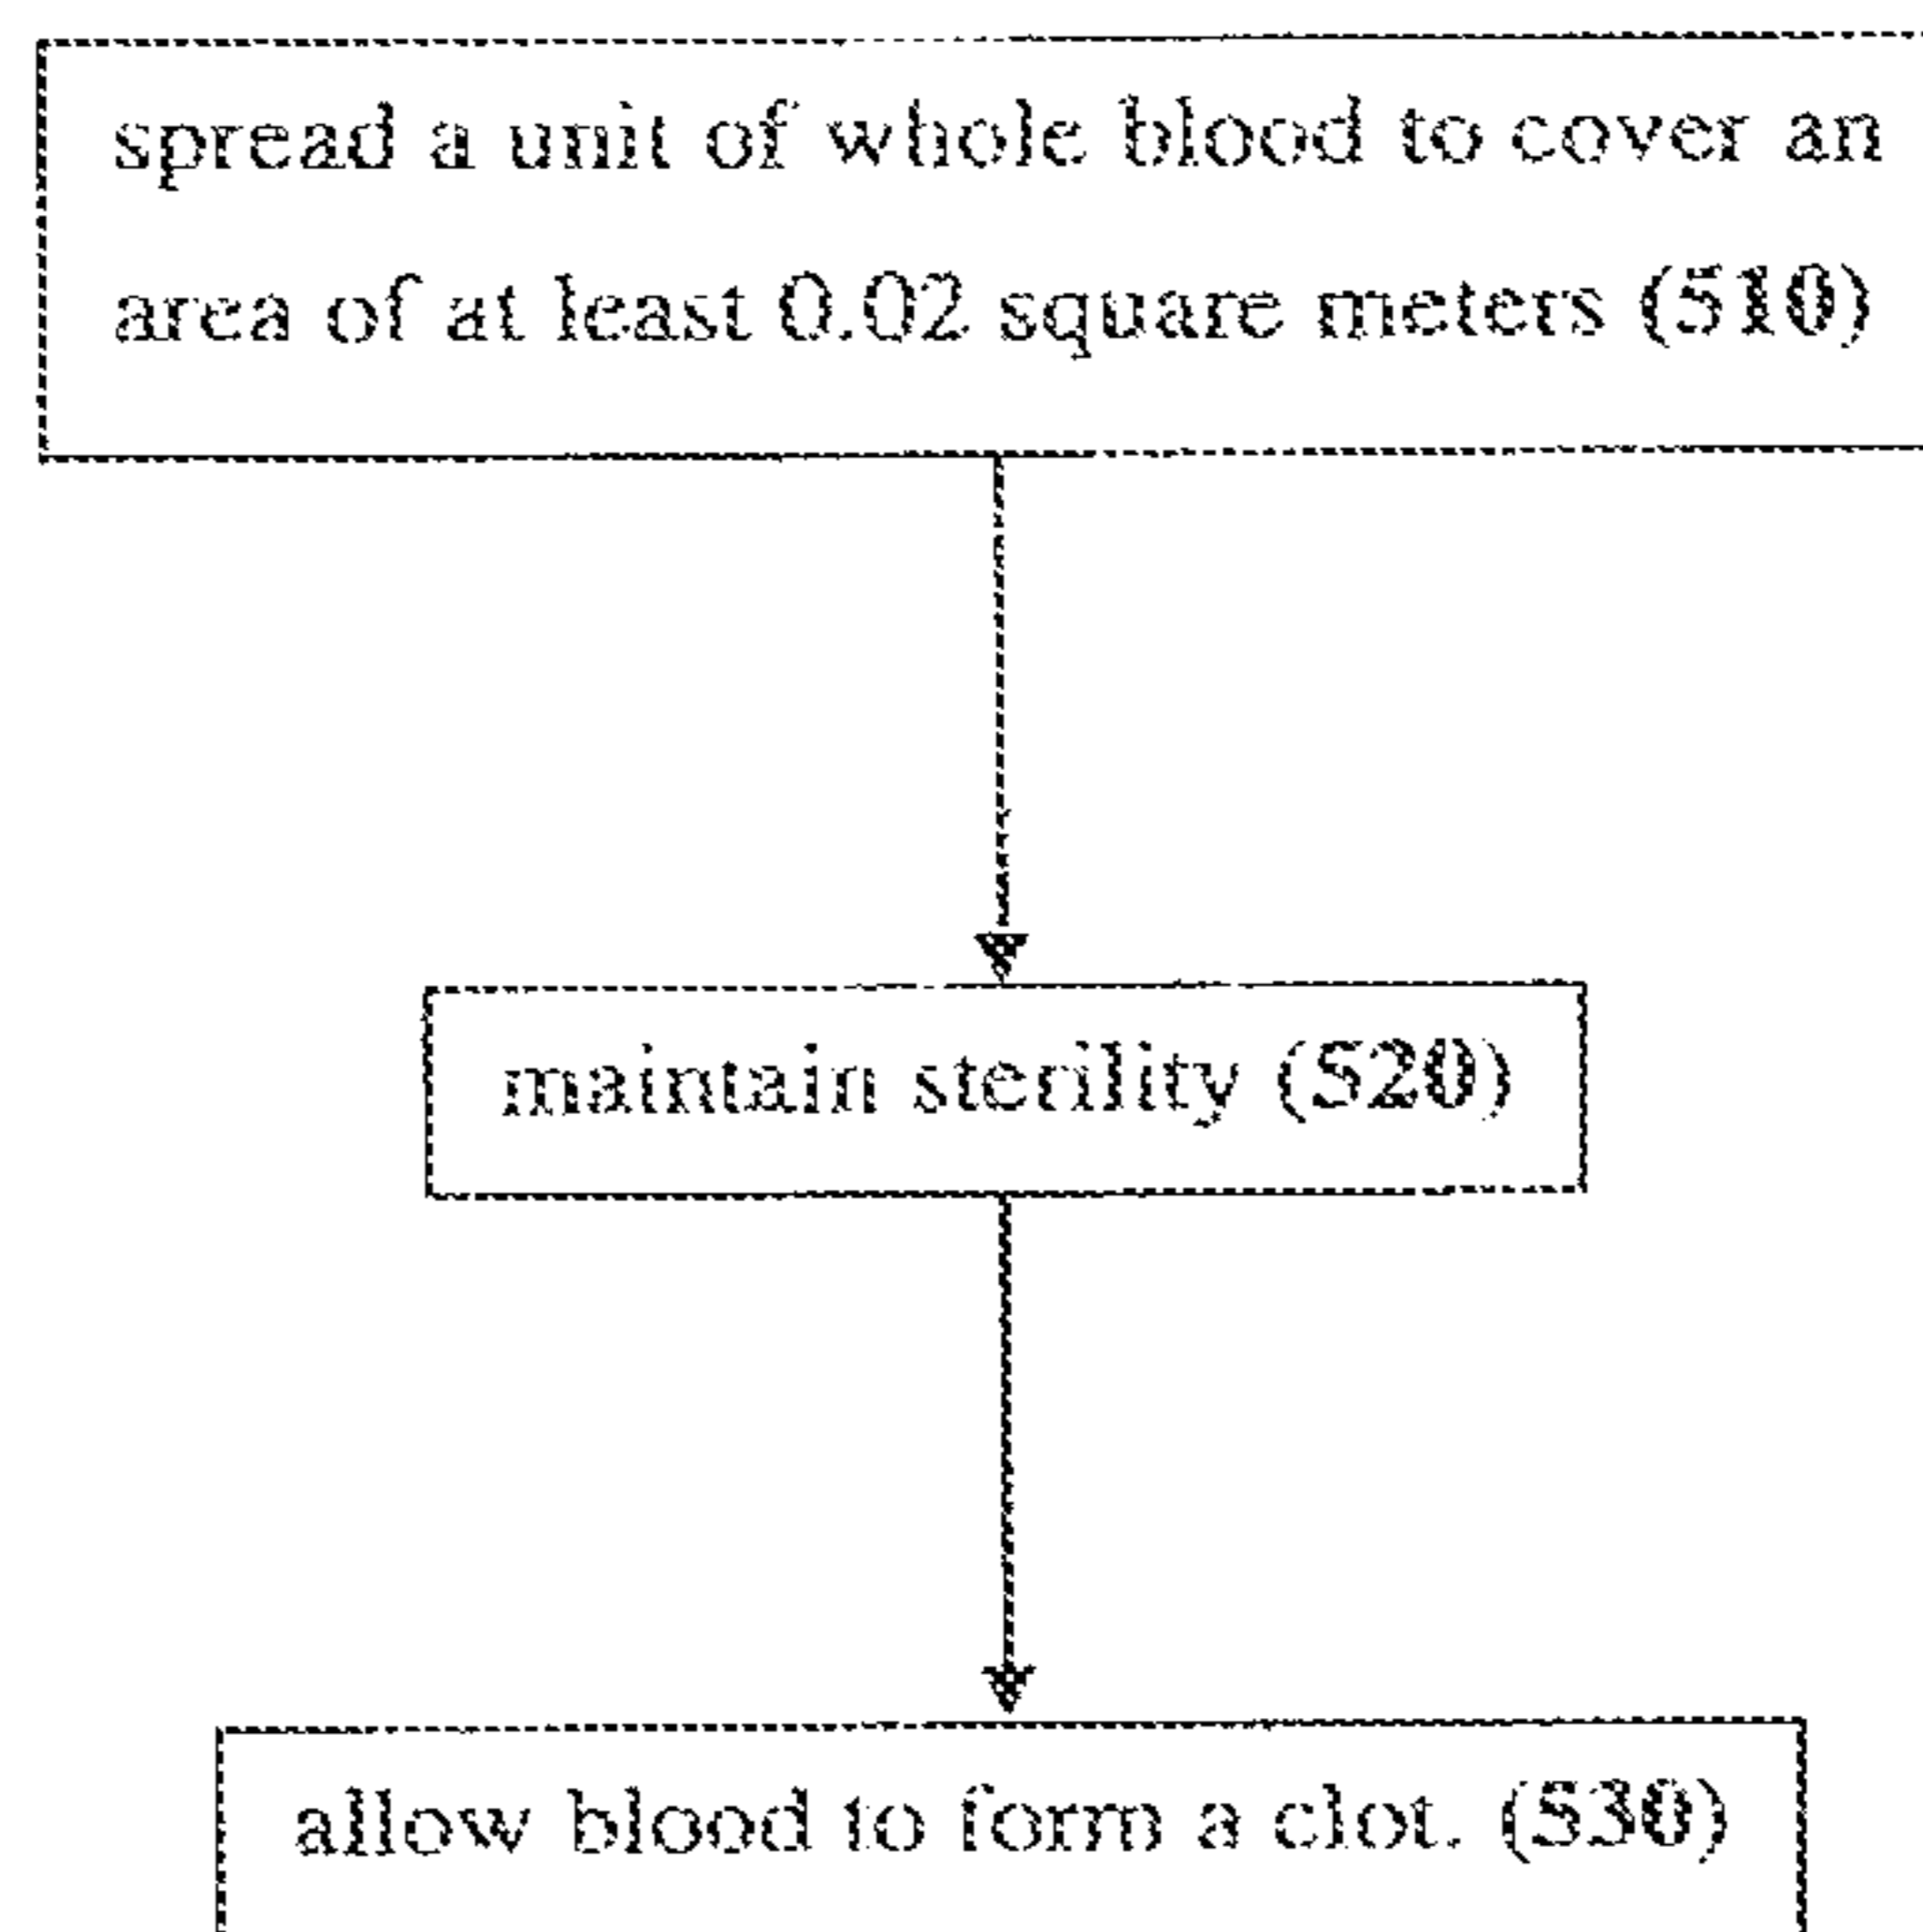 spread a unit of whole blood to cover an
area of at least 0.02 square meters (510)
maintain sterility (520)
allow blood to form a clot. (530)